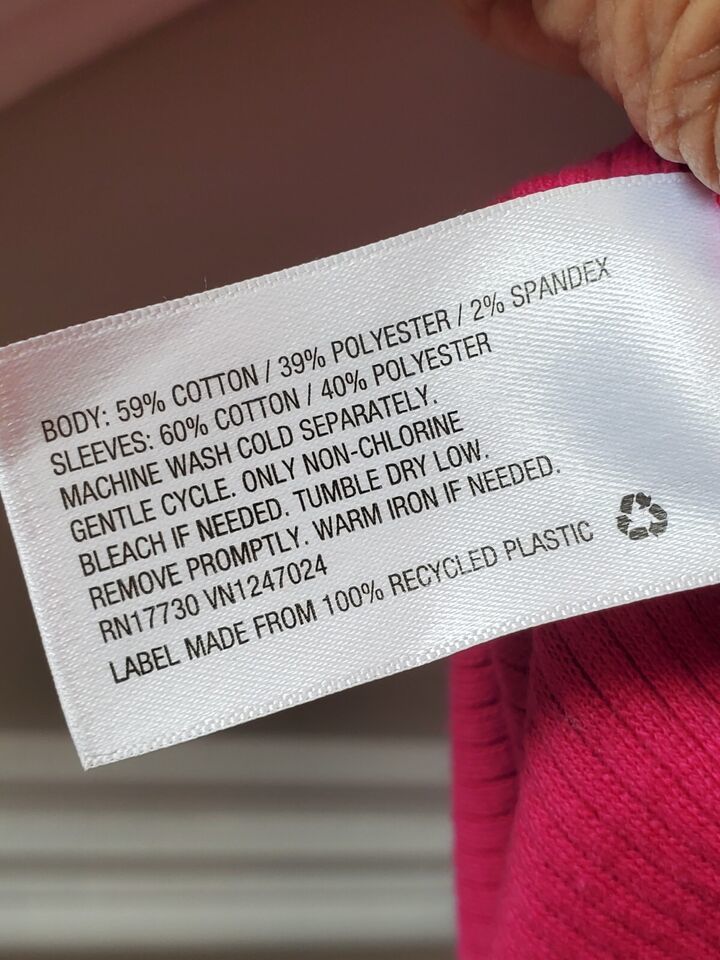 BODY: 59% COTTON / 39% POLYESTER / 2% SPANDEX
SLEEVES: 60% COTTON / 40% POLYESTER
MACHINE WASH COLD SEPARATELY.
GENTLE CYCLE. ONLY NON-CHLORINE
BLEACH IF NEEDED. TUMBLE DRY LOW.
REMOVE PROMPTLY. WARM IRON IF NEEDED.
RN17730 VN1247024
LABEL MADE FROM 100% RECYCLED PLASTIC